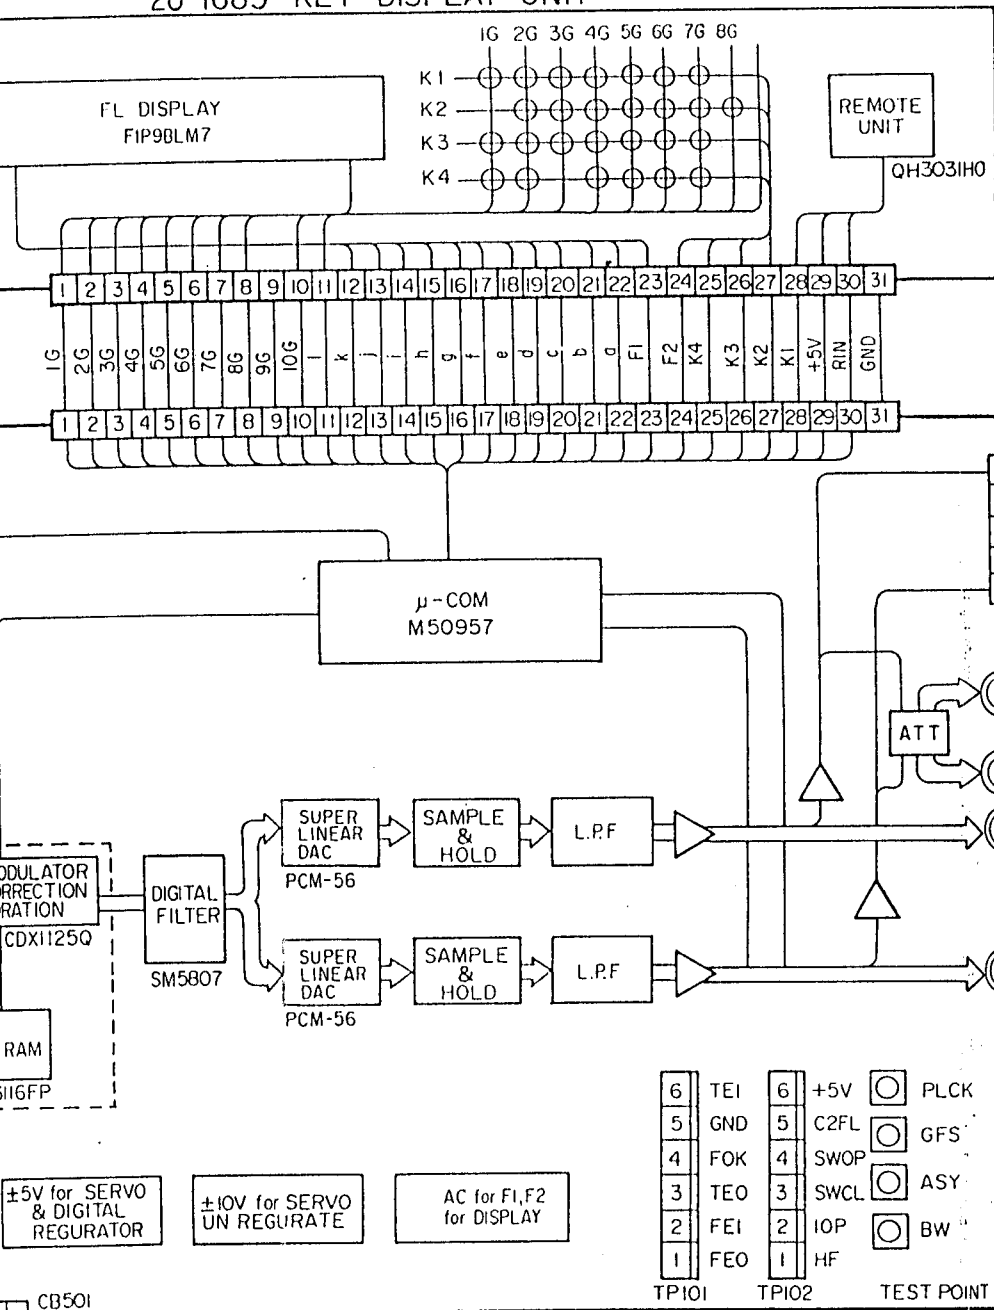 20-1685 KEY DISPLAY UNIT
1G 2G 3G 4G 5G 6G 7G 8G
K1
K2
K3
K4
FL DISPLAY
FIP9BLM7
REMOTE
UNIT
QH3031H0
1 2 3 4 5 6 7 8 9 10 11 12 13 14 15 16 17 18 19 20 21 22 23 24 25 26 27 28 29 30 31
1G 2G 3G 4G 5G 6G 7G 8G 9G 10G l k j i h g f e d c b a F1 F2 K4 K3 K2 K1 +5V RIN GND
1 2 3 4 5 6 7 8 9 10 11 12 13 14 15 16 17 18 19 20 21 22 23 24 25 26 27 28 29 30 31
μ-COM
M50957
ATT
SUPER
LINEAR
DAC
PCM-56
SAMPLE
&
HOLD
L.P.F
ODULATOR
ORRECTION
RATION
CDX1125Q
DIGITAL
FILTER
SM5807
SUPER
LINEAR
DAC
PCM-56
SAMPLE
&
HOLD
L.P.F
RAM
6116FP
±5V for SERVO
& DIGITAL
REGURATOR
±10V for SERVO
UN REGURATE
AC for F1,F2
for DISPLAY
6 TEI
5 GND
4 FOK
3 TEO
2 FEI
1 FEO
TP101
6 +5V
5 C2FL
4 SWOP
3 SWCL
2 IOP
1 HF
TP102
PLCK
GFS
ASY
BW
TEST POINT
CB501